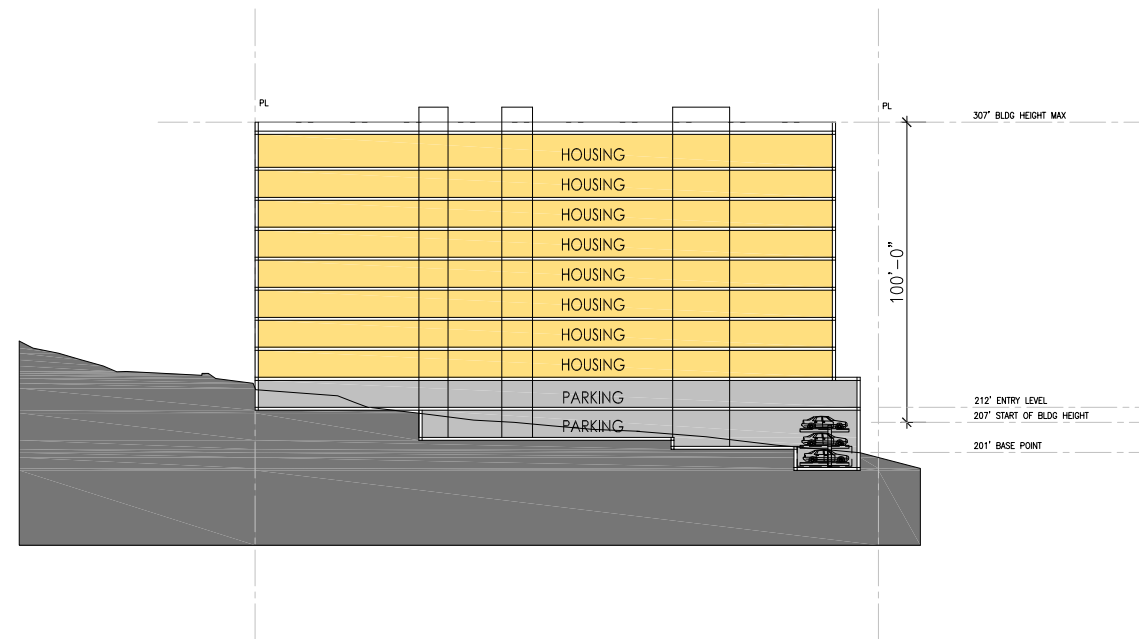 PL
PL
307' BLDG HEIGHT MAX
HOUSING
HOUSING
HOUSING
HOUSING
HOUSING
HOUSING
HOUSING
HOUSING
100'-0"
PARKING
212' ENTRY LEVEL
207' START OF BLDG HEIGHT
PARKING
201' BASE POINT